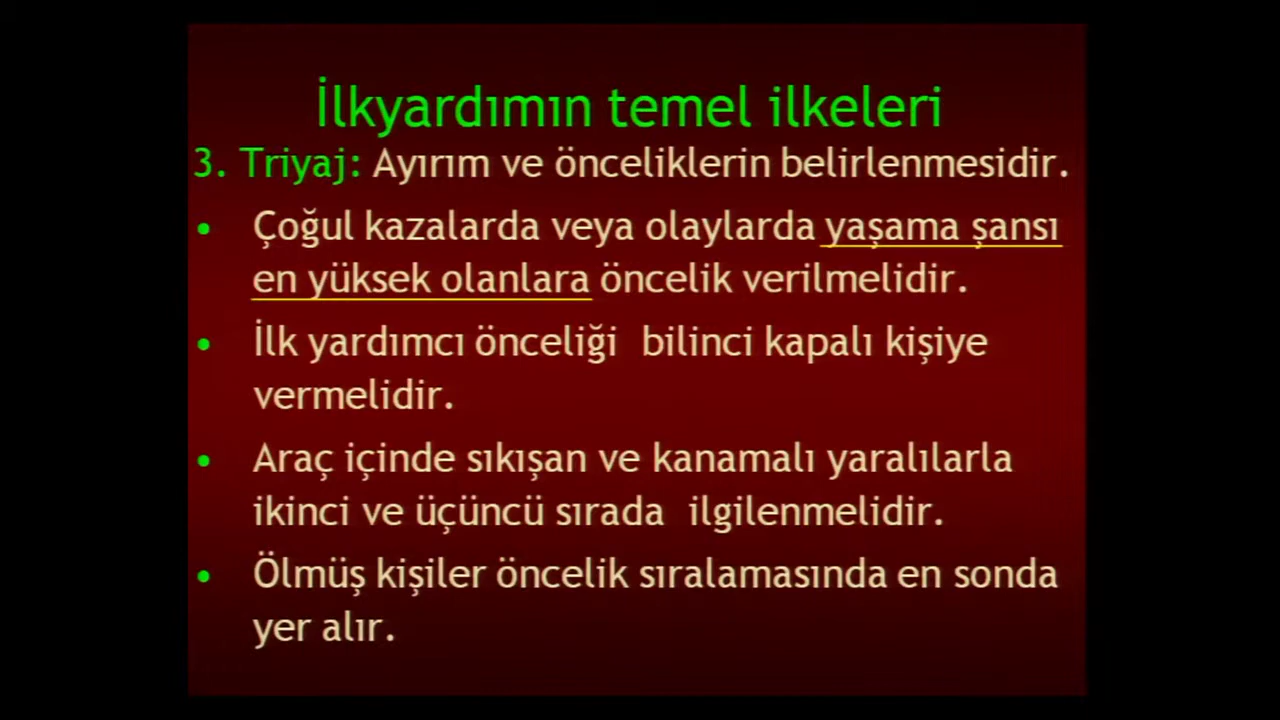 İlkyardımın temel ilkeleri
3. Triyaj: Ayırım ve önceliklerin belirlenmesidir.
• Çoğul kazalarda veya olaylarda yaşama şansı
en yüksek olanlara öncelik verilmelidir.
• İlk yardımcı önceliği bilinci kapalı kişiye
vermelidir.
• Araç içinde sıkışan ve kanamalı yaralılarla
ikinci ve üçüncü sırada ilgilenmelidir.
• Ölmüş kişiler öncelik sıralamasında en sonda
yer alır.